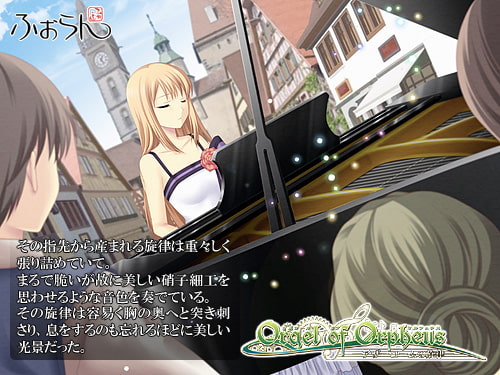 ふぉらん
その指先から産まれる旋律は重々しく
張り詰めていて。
まるで脆いが故に美しい硝子細工を
思わせるような音色を奏でている。
その旋律は容易く胸の奥へと突き刺
さり、息をするのも忘れるほどに美しい
光景だった。
Orgel of Orpheus